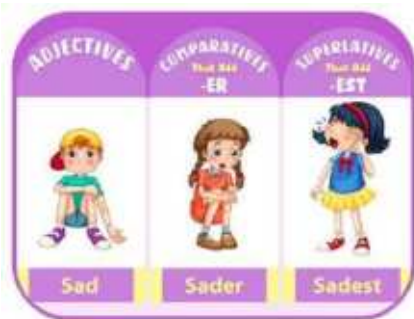 ADJECTIVES
COMPARATIVES
That Add
-ER
SUPERLATIVES
That Add
-EST
Sad
Sader
Sadest